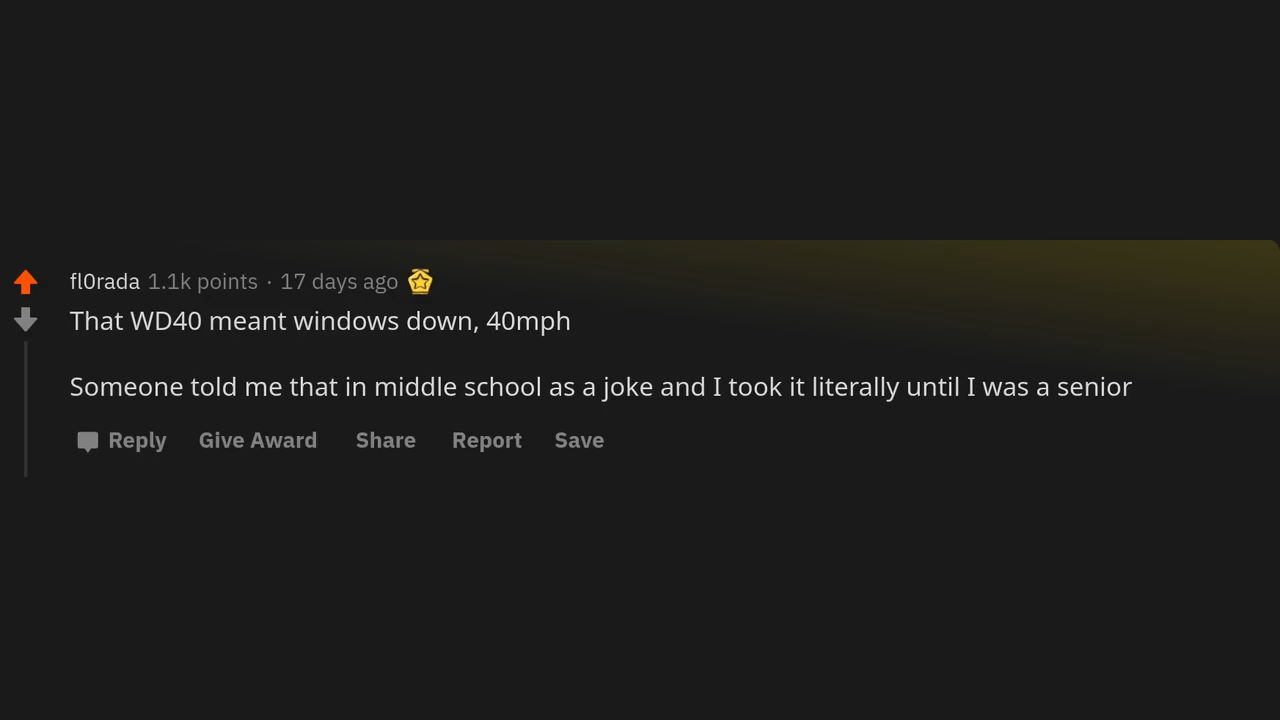 fl0rada 1.1k points · 17 days ago
That WD40 meant windows down, 40mph
Someone told me that in middle school as a joke and I took it literally until I was a senior
Reply Give Award Share Report Save